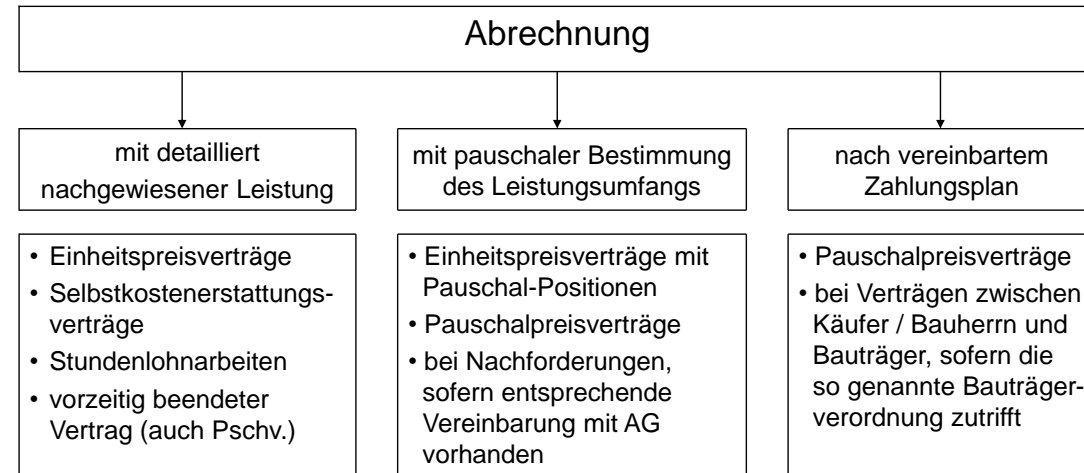 Abrechnung
mit detailliert
nachgewiesener Leistung
• Einheitspreisverträge
• Selbstkostenerstattungs-
verträge
• Stundenlohnarbeiten
• vorzeitig beendeter
Vertrag (auch Pschv.)
mit pauschaler Bestimmung
des Leistungsumfangs
• Einheitspreisverträge mit
Pauschal-Positionen
• Pauschalpreisverträge
• bei Nachforderungen,
sofern entsprechende
Vereinbarung mit AG
vorhanden
nach vereinbartem
Zahlungsplan
• Pauschalpreisverträge
• bei Verträgen zwischen
Käufer / Bauherrn und
Bauträger, sofern die
so genannte Bauträger-
verordnung zutrifft